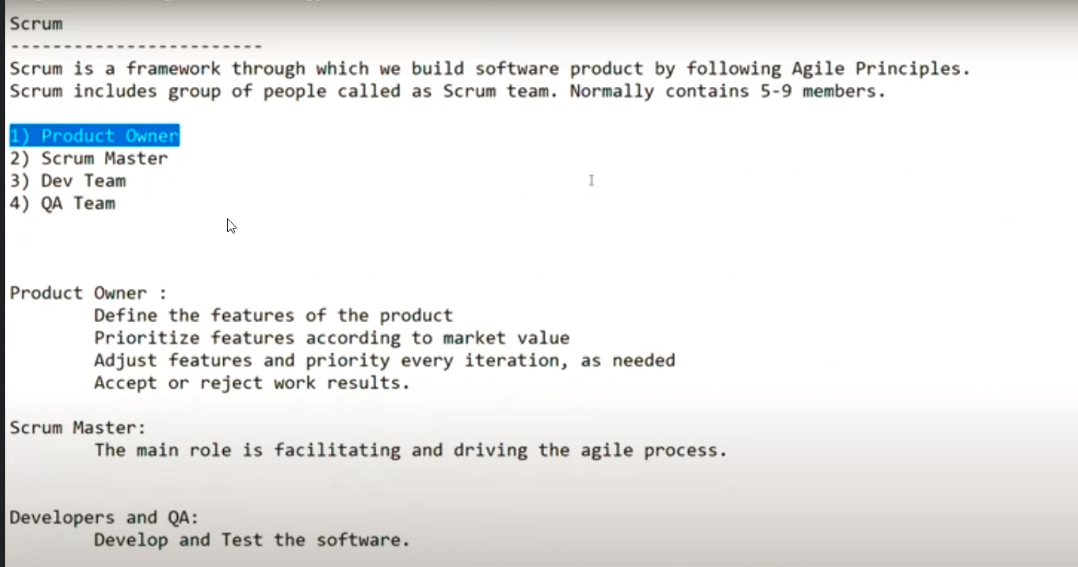 Scrum
------------------------
Scrum is a framework through which we build software product by following Agile Principles.
Scrum includes group of people called as Scrum team. Normally contains 5-9 members.
1) Product Owner
2) Scrum Master
3) Dev Team
4) QA Team
Product Owner :
Define the features of the product
Prioritize features according to market value
Adjust features and priority every iteration, as needed
Accept or reject work results.
Scrum Master:
The main role is facilitating and driving the agile process.
Developers and QA:
Develop and Test the software.